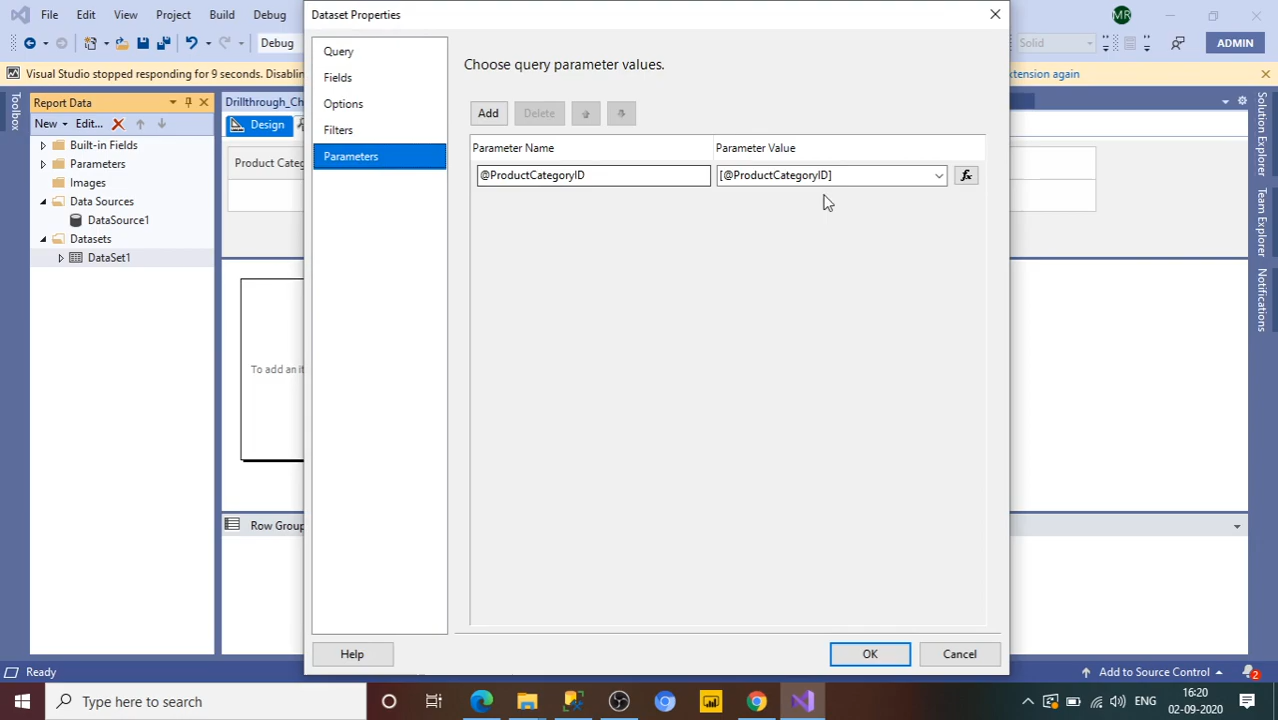 File Edit View Project Build Debug
Dataset Properties
MR
Debug
Solid
ADMIN
Visual Studio stopped responding for 9 seconds. Disablin
xtension again
Toolbox
Report Data
New Edit...
Built-in Fields
Parameters
Images
Data Sources
DataSource1
Datasets
DataSet1
Drillthrough_Ch
Design
Product Categ
To add an it
Row Group
Query
Fields
Options
Filters
Parameters
Choose query parameter values.
Add Delete
Parameter Name Parameter Value
@ProductCategoryID [@ProductCategoryID] fx
Help OK Cancel
Solution Explorer
Team Explorer
Notifications
Ready
Add to Source Control
2
Type here to search
ENG
16:20
02-09-2020